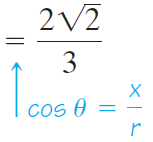 = 2√2/3
cos θ = x/r